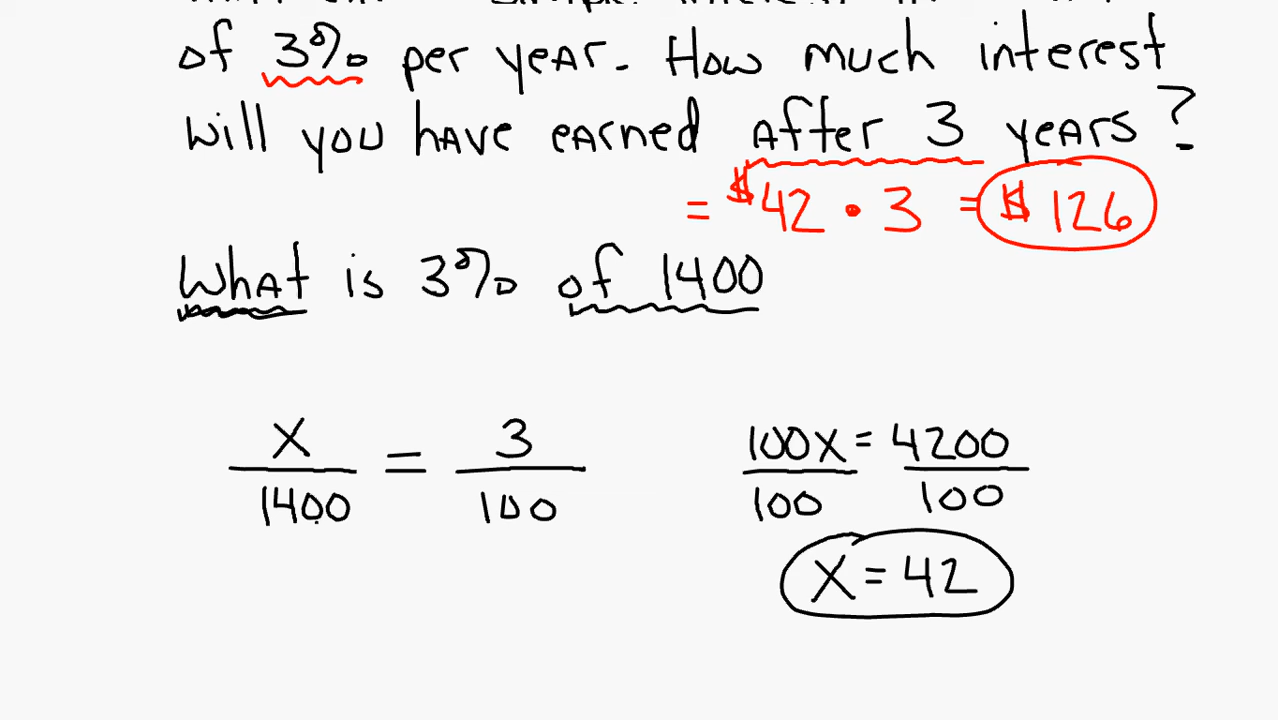 of 3% per year. How much interest
will you have earned after 3 years?
= $42 • 3 = $126
What is 3% of 1400
x/1400 = 3/100
100x/100 = 4200/100
x = 42